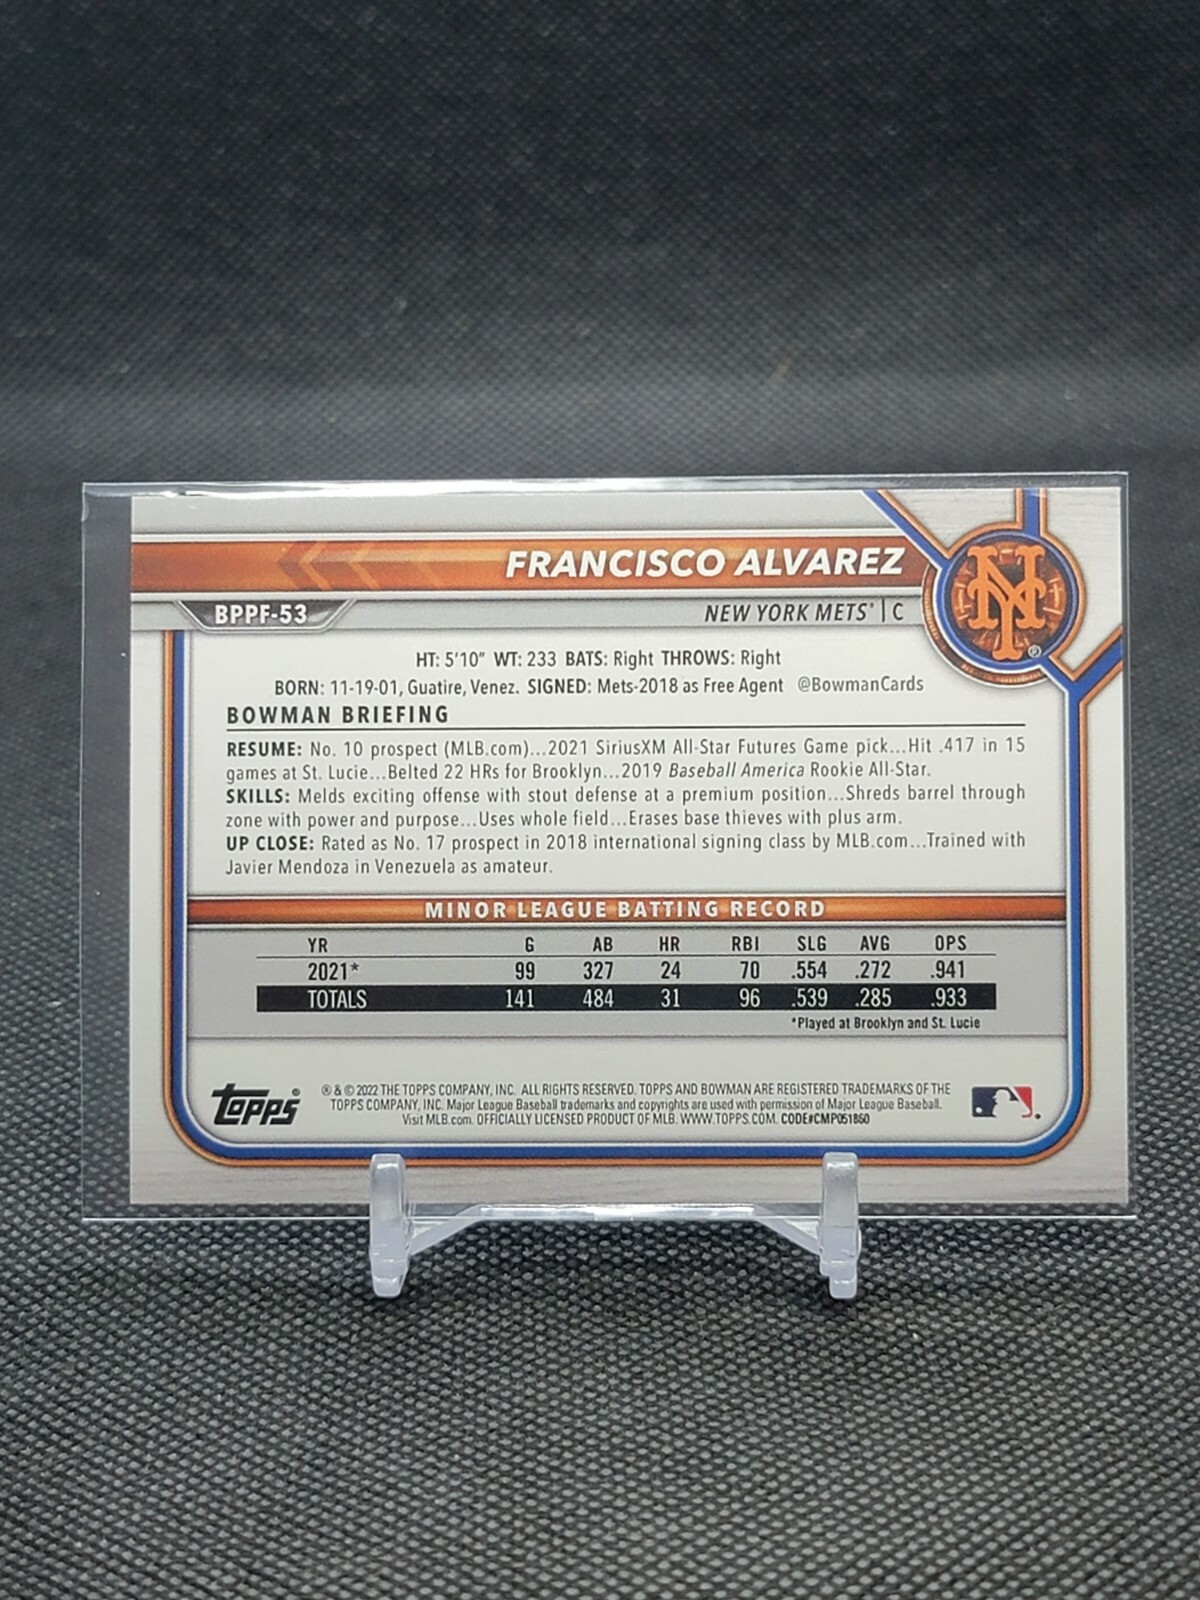 FRANCISCO ALVAREZ
BPPF-53
NEW YORK METS® | C
NY ®
HT: 5'10" WT: 233 BATS: Right THROWS: Right
BORN: 11-19-01, Guatire, Venez. SIGNED: Mets-2018 as Free Agent @BowmanCards
BOWMAN BRIEFING
RESUME: No. 10 prospect (MLB.com)...2021 SiriusXM All-Star Futures Game pick...Hit .417 in 15
games at St. Lucie...Belted 22 HRs for Brooklyn...2019 Baseball America Rookie All-Star.
SKILLS: Melds exciting offense with stout defense at a premium position...Shreds barrel through
zone with power and purpose...Uses whole field...Erases base thieves with plus arm.
UP CLOSE: Rated as No. 17 prospect in 2018 international signing class by MLB.com...Trained with
Javier Mendoza in Venezuela as amateur.
MINOR LEAGUE BATTING RECORD
YR G AB HR RBI SLG AVG OPS
2021* 99 327 24 70 .554 .272 .941
TOTALS 141 484 31 96 .539 .285 .933
*Played at Brooklyn and St. Lucie
Topps®
® & © 2022 THE TOPPS COMPANY, INC. ALL RIGHTS RESERVED. TOPPS AND BOWMAN ARE REGISTERED TRADEMARKS OF THE
TOPPS COMPANY, INC. Major League Baseball trademarks and copyrights are used with permission of Major League Baseball.
Visit MLB.com. OFFICIALLY LICENSED PRODUCT OF MLB. WWW.TOPPS.COM. CODE#CMP051860